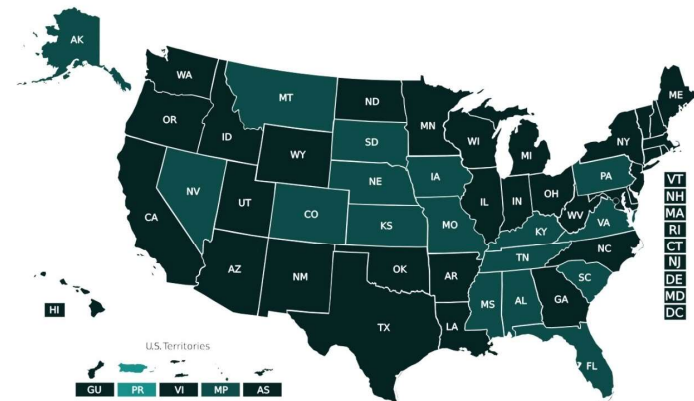 AK
WA
ME
MT
ND
OR
MN
ID
SD
WI
NY
MI
WY
IA
PA
NE
NV
OH
IL
IN
UT
CO
WV
VA
CA
KS
MO
KY
NC
TN
OK
AZ
NM
AR
SC
MS
AL
GA
TX
LA
FL
HI
VT
NH
MA
RI
CT
NJ
DE
MD
DC
U.S. Territories
GU PR VI MP AS